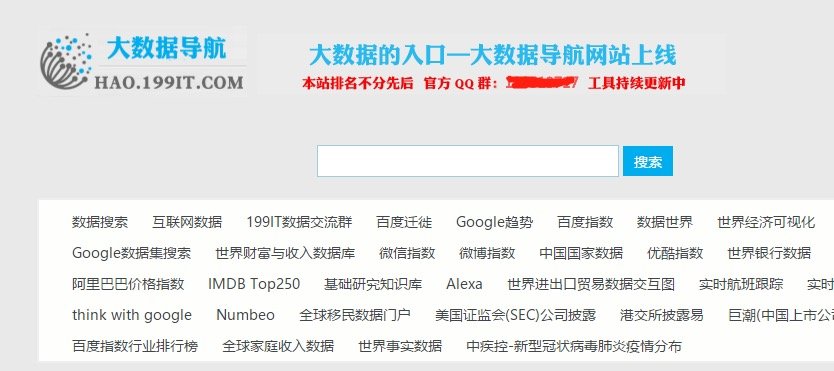 大数据导航
HAO.199IT.COM
大数据的入口—大数据导航网站上线
本站排名不分先后 官方 QQ 群： 工具持续更新中
搜索
数据搜索 互联网数据 199IT数据交流群 百度迁徙 Google趋势 百度指数 数据世界 世界经济可视化
Google数据集搜索 世界财富与收入数据库 微信指数 微博指数 中国国家数据 优酷指数 世界银行数据
阿里巴巴价格指数 IMDB Top250 基础研究知识库 Alexa 世界进出口贸易数据交互图 实时航班跟踪 实时
think with google Numbeo 全球移民数据门户 美国证监会(SEC)公司披露 港交所披露易 巨潮(中国上市公司
百度指数行业排行榜 全球家庭收入数据 世界事实数据 中疾控-新型冠状病毒肺炎疫情分布